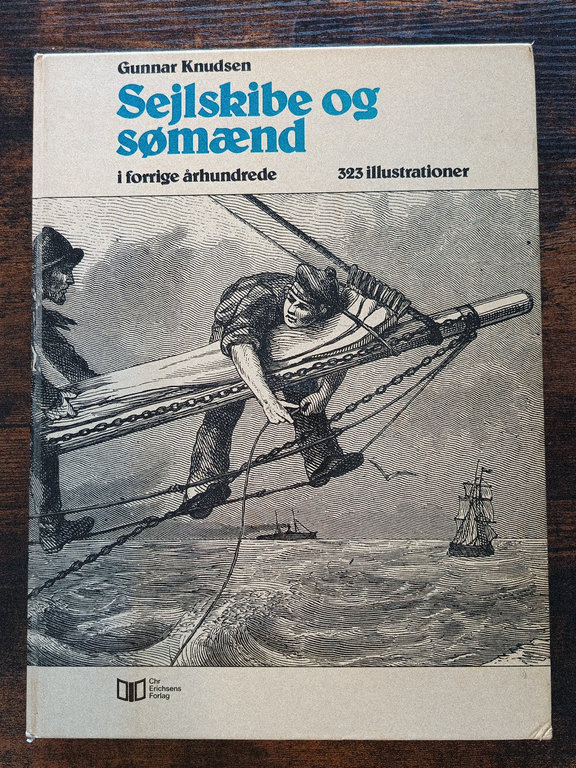 Gunnar Knudsen
Sejlskibe og
sømænd
i forrige århundrede 323 illustrationer
Chr
Erichsens
Forlag